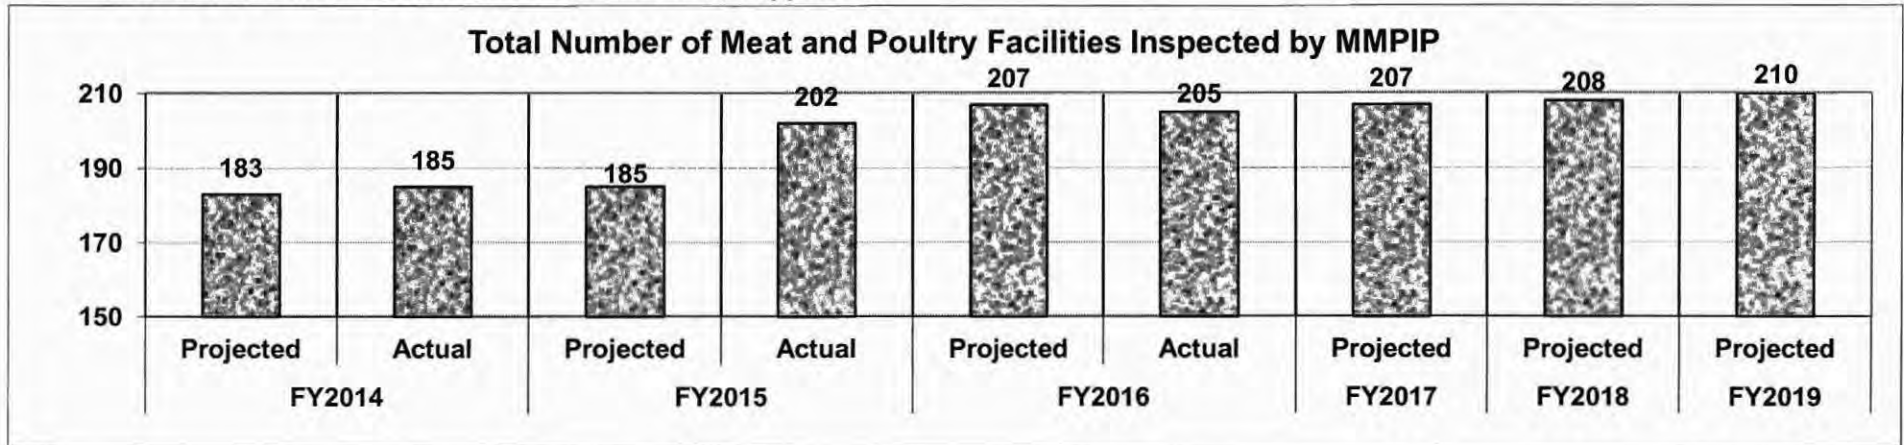 Total Number of Meat and Poultry Facilities Inspected by MMPIP
207 207 208 210
210 202 205
190 183 185 185
170
150
Projected Actual Projected Actual Projected Actual Projected Projected Projected
FY2014 FY2015 FY2016 FY2017 FY2018 FY2019